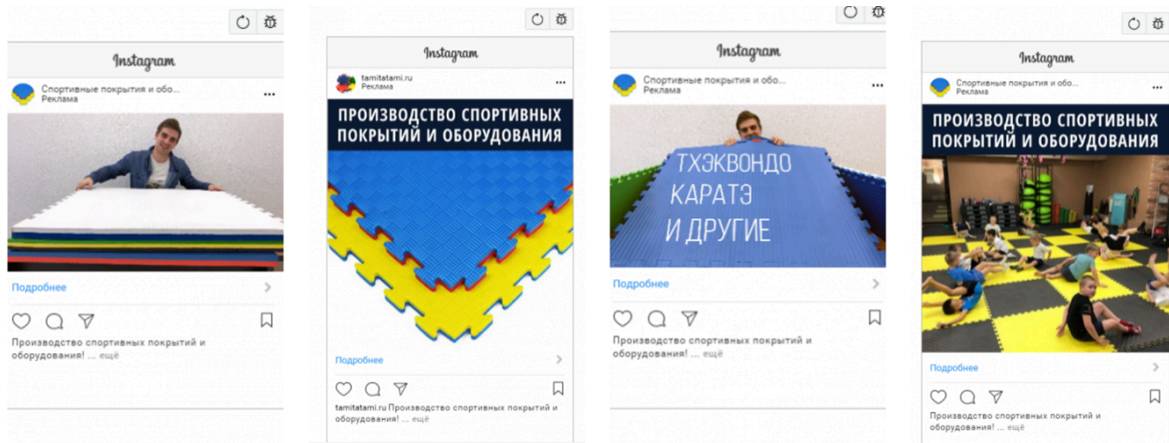 Instagram
Спортивные покрытия и обо...
Реклама
Подробнее
Производство спортивных покрытий и
оборудования! ... ещё
Instagram
tamitatami.ru
Реклама
ПРОИЗВОДСТВО СПОРТИВНЫХ
ПОКРЫТИЙ И ОБОРУДОВАНИЯ
Подробнее
tamitatami.ru Производство спортивных покрытий и
оборудования! ... ещё
Instagram
Спортивные покрытия и обо...
Реклама
ТХЭКВОНДО
КАРАТЭ
И ДРУГИЕ
Подробнее
Производство спортивных покрытий и
оборудования! ... ещё
Instagram
Спортивные покрытия и обо...
Реклама
ПРОИЗВОДСТВО СПОРТИВНЫХ
ПОКРЫТИЙ И ОБОРУДОВАНИЯ
Подробнее
Производство спортивных покрытий и
оборудования! ... ещё